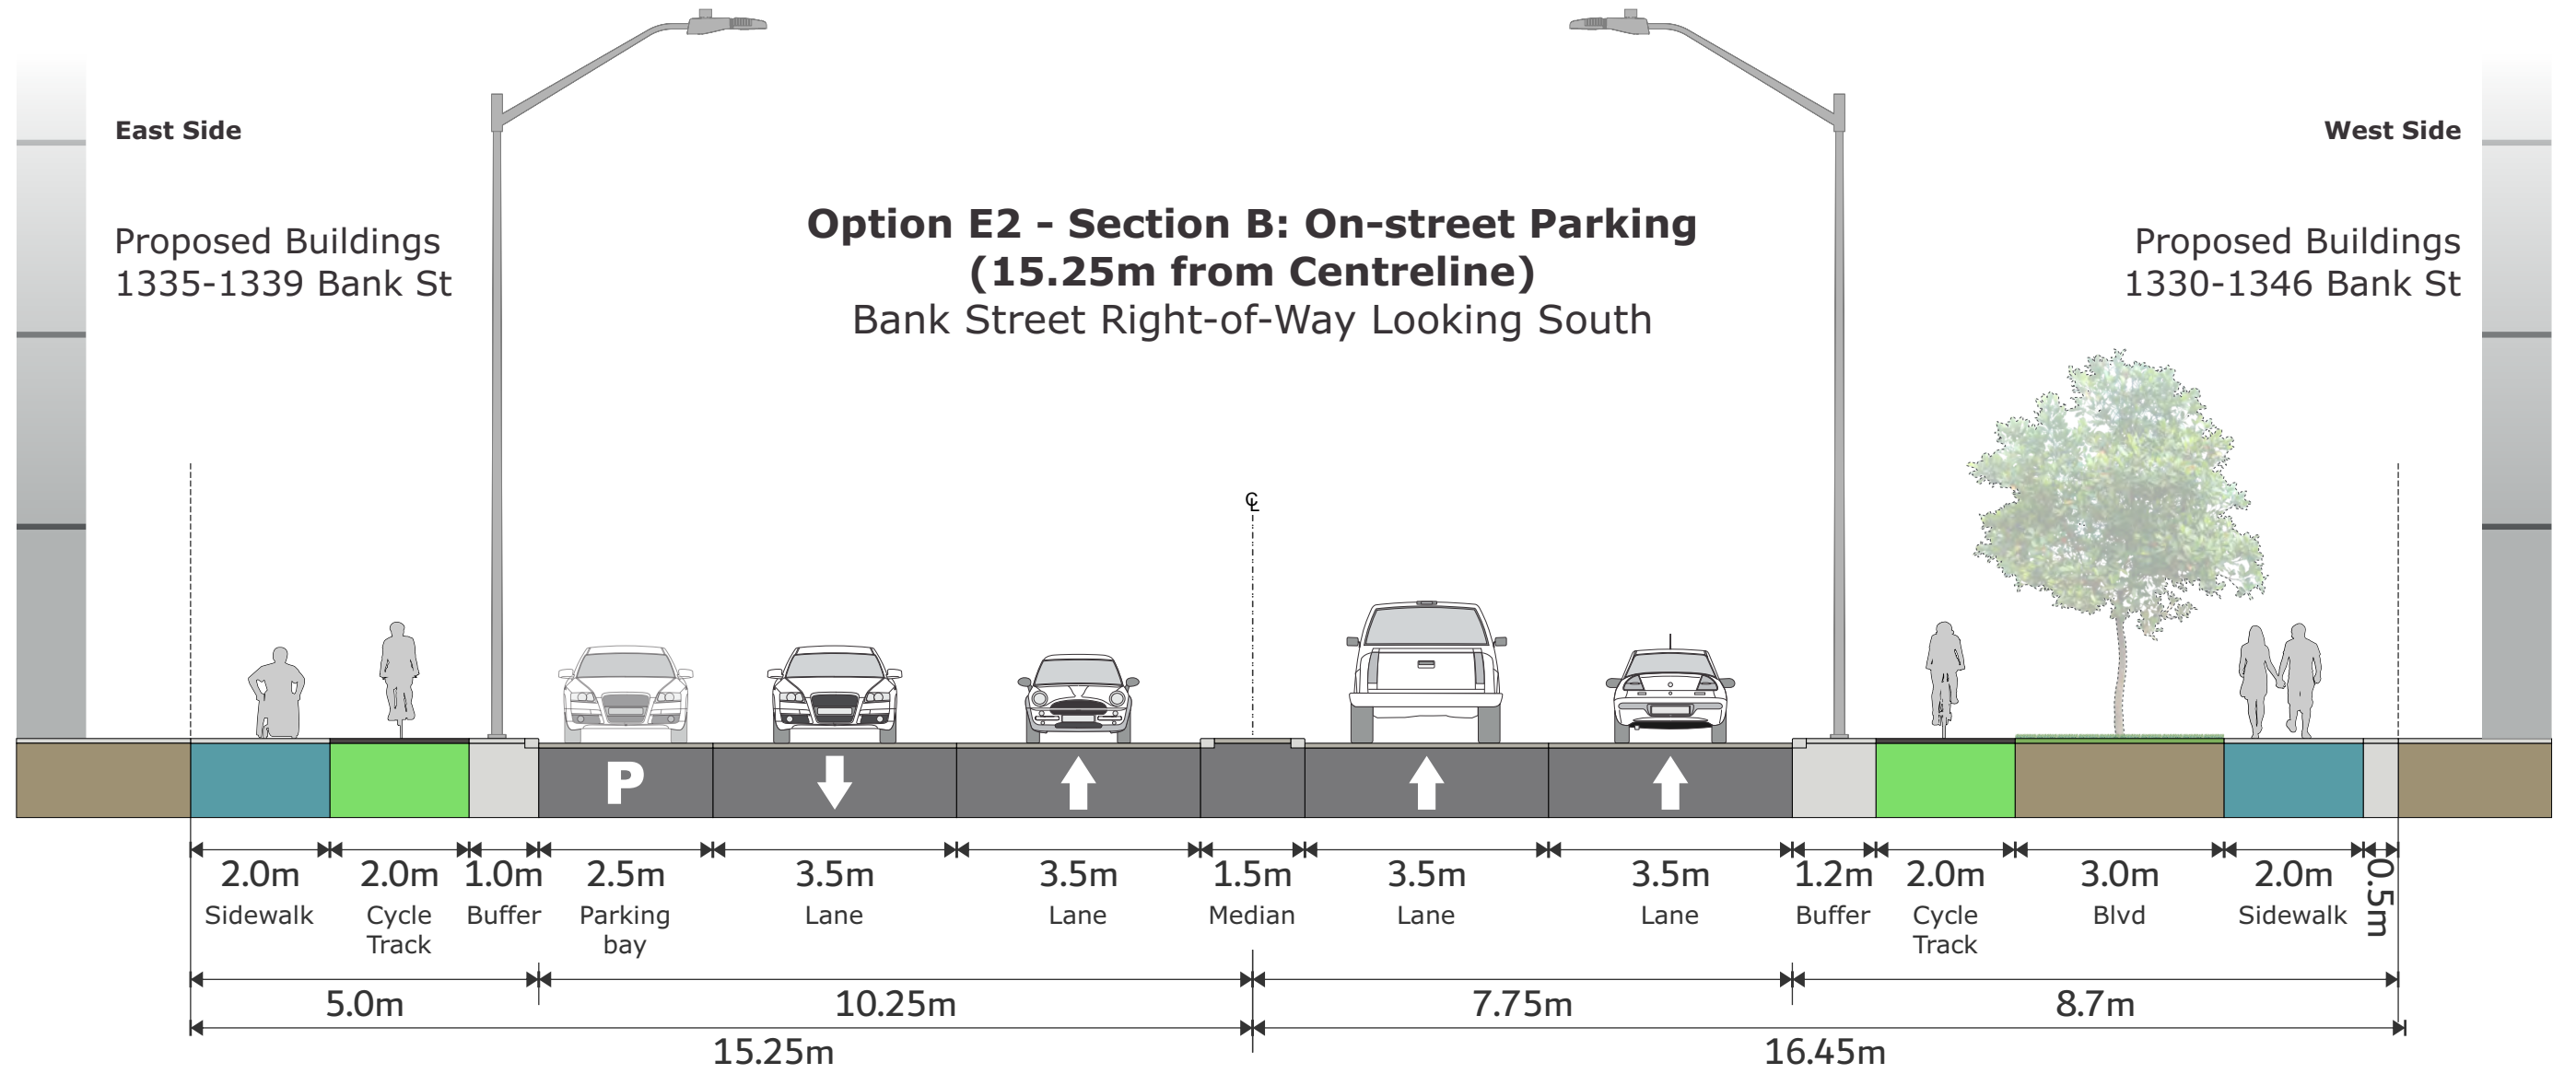 East Side
West Side
Option E2 - Section B: On-street Parking
(15.25m from Centreline)
Bank Street Right-of-Way Looking South
Proposed Buildings
1335-1339 Bank St
Proposed Buildings
1330-1346 Bank St
℄
P
2.0m
Sidewalk
2.0m
Cycle
Track
1.0m
Buffer
2.5m
Parking
bay
3.5m
Lane
3.5m
Lane
1.5m
Median
3.5m
Lane
3.5m
Lane
1.2m
Buffer
2.0m
Cycle
Track
3.0m
Blvd
2.0m
Sidewalk
0.5m
5.0m
10.25m
7.75m
8.7m
15.25m
16.45m